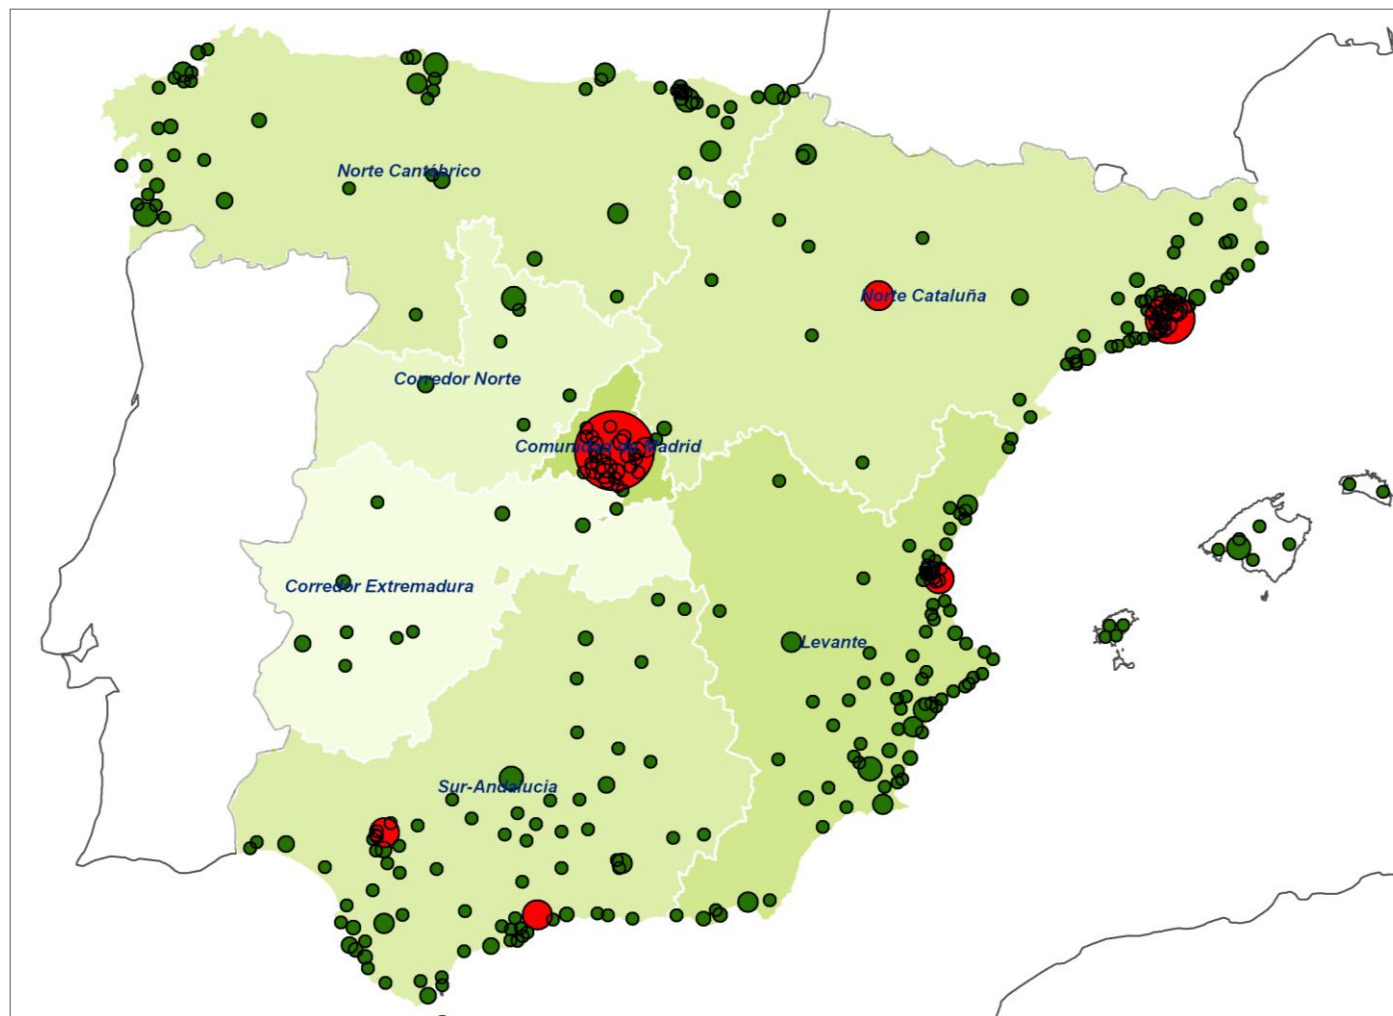 Norte Cantábrico
Norte Cataluña
Corredor Norte
Comunidad de Madrid
Corredor Extremadura
Levante
Sur-Andalucia